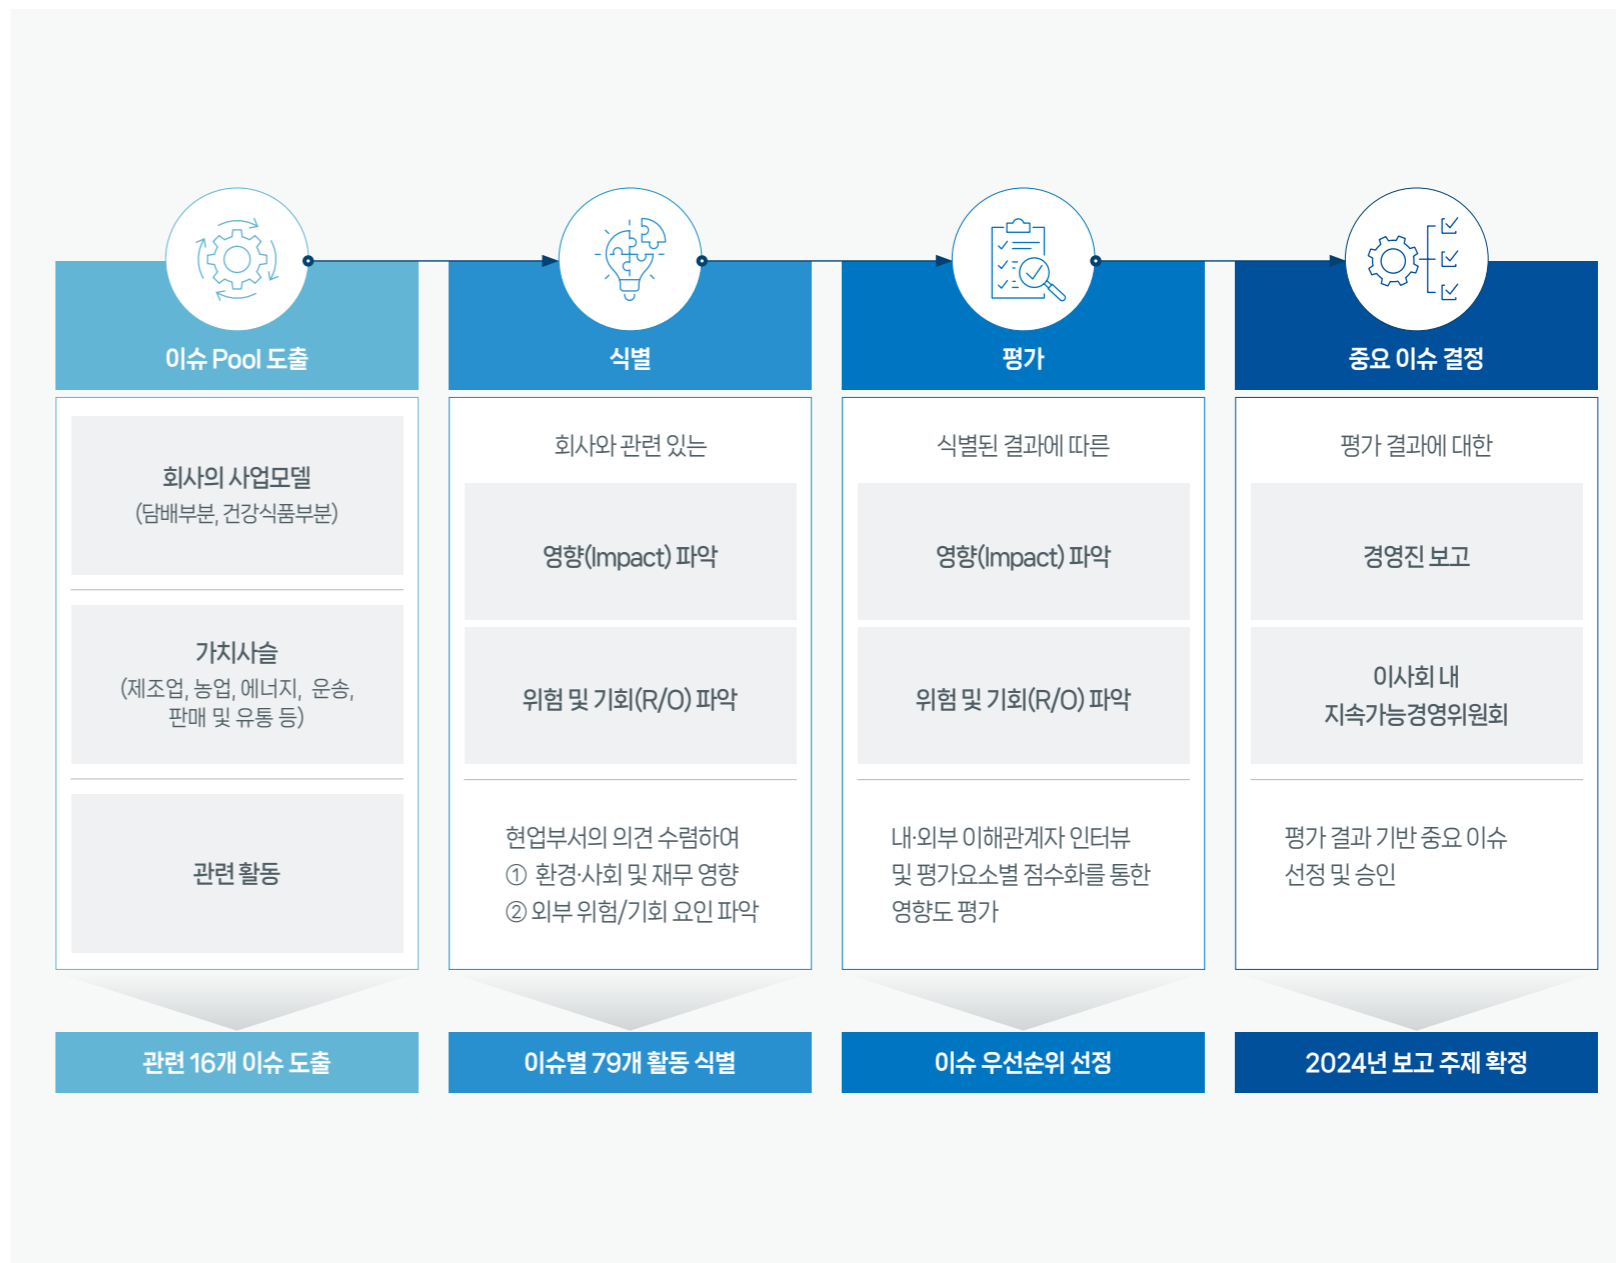 이슈 Pool 도출
회사의 사업모델
(담배부분, 건강식품부분)
가치사슬
(제조업, 농업, 에너지, 운송,
판매 및 유통 등)
관련 활동
관련 16개 이슈 도출
식별
회사와 관련 있는
영향(Impact) 파악
위험 및 기회(R/O) 파악
현업부서의 의견 수렴하여
① 환경·사회 및 재무 영향
② 외부 위험/기회 요인 파악
이슈별 79개 활동 식별
평가
식별된 결과에 따른
영향(Impact) 파악
위험 및 기회(R/O) 파악
내·외부 이해관계자 인터뷰
및 평가요소별 점수화를 통한
영향도 평가
이슈 우선순위 선정
중요 이슈 결정
평가 결과에 대한
경영진 보고
이사회 내
지속가능경영위원회
평가 결과 기반 중요 이슈
선정 및 승인
2024년 보고 주제 확정